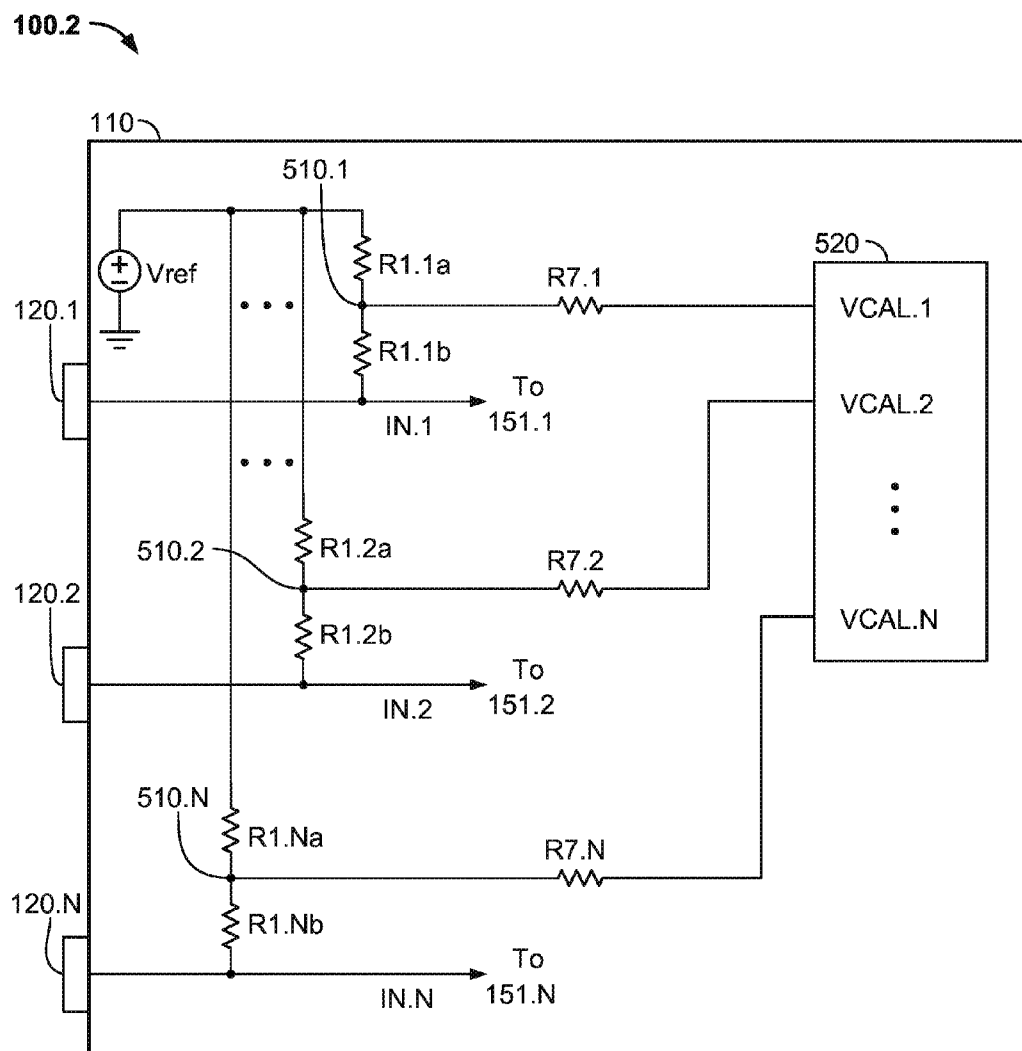 100.2
110
510.1
520
R1.1a
R7.1
VCAL.1
Vref
120.1
R1.1b
To
151.1
IN.1
VCAL.2
R1.2a
510.2
R7.2
120.2
R1.2b
VCAL.N
To
151.2
IN.2
510.N
R1.Na
R7.N
120.N
R1.Nb
To
151.N
IN.N